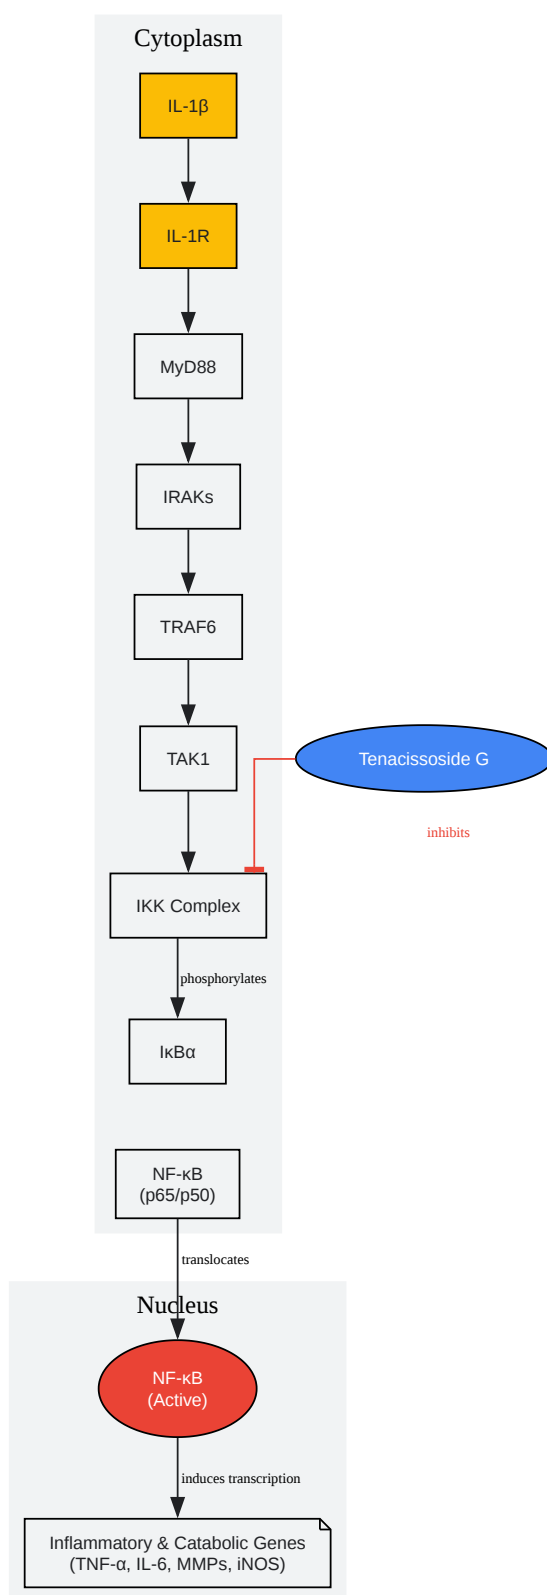 Cytoplasm
IL-1β
IL-1R
MyD88
IRAKs
TRAF6
TAK1
Tenacissoside G
inhibits
IKK Complex
phosphorylates
IκBα
NF-κB
(p65/p50)
translocates
Nucleus
NF-κB
(Active)
induces transcription
Inflammatory & Catabolic Genes
(TNF-α, IL-6, MMPs, iNOS)